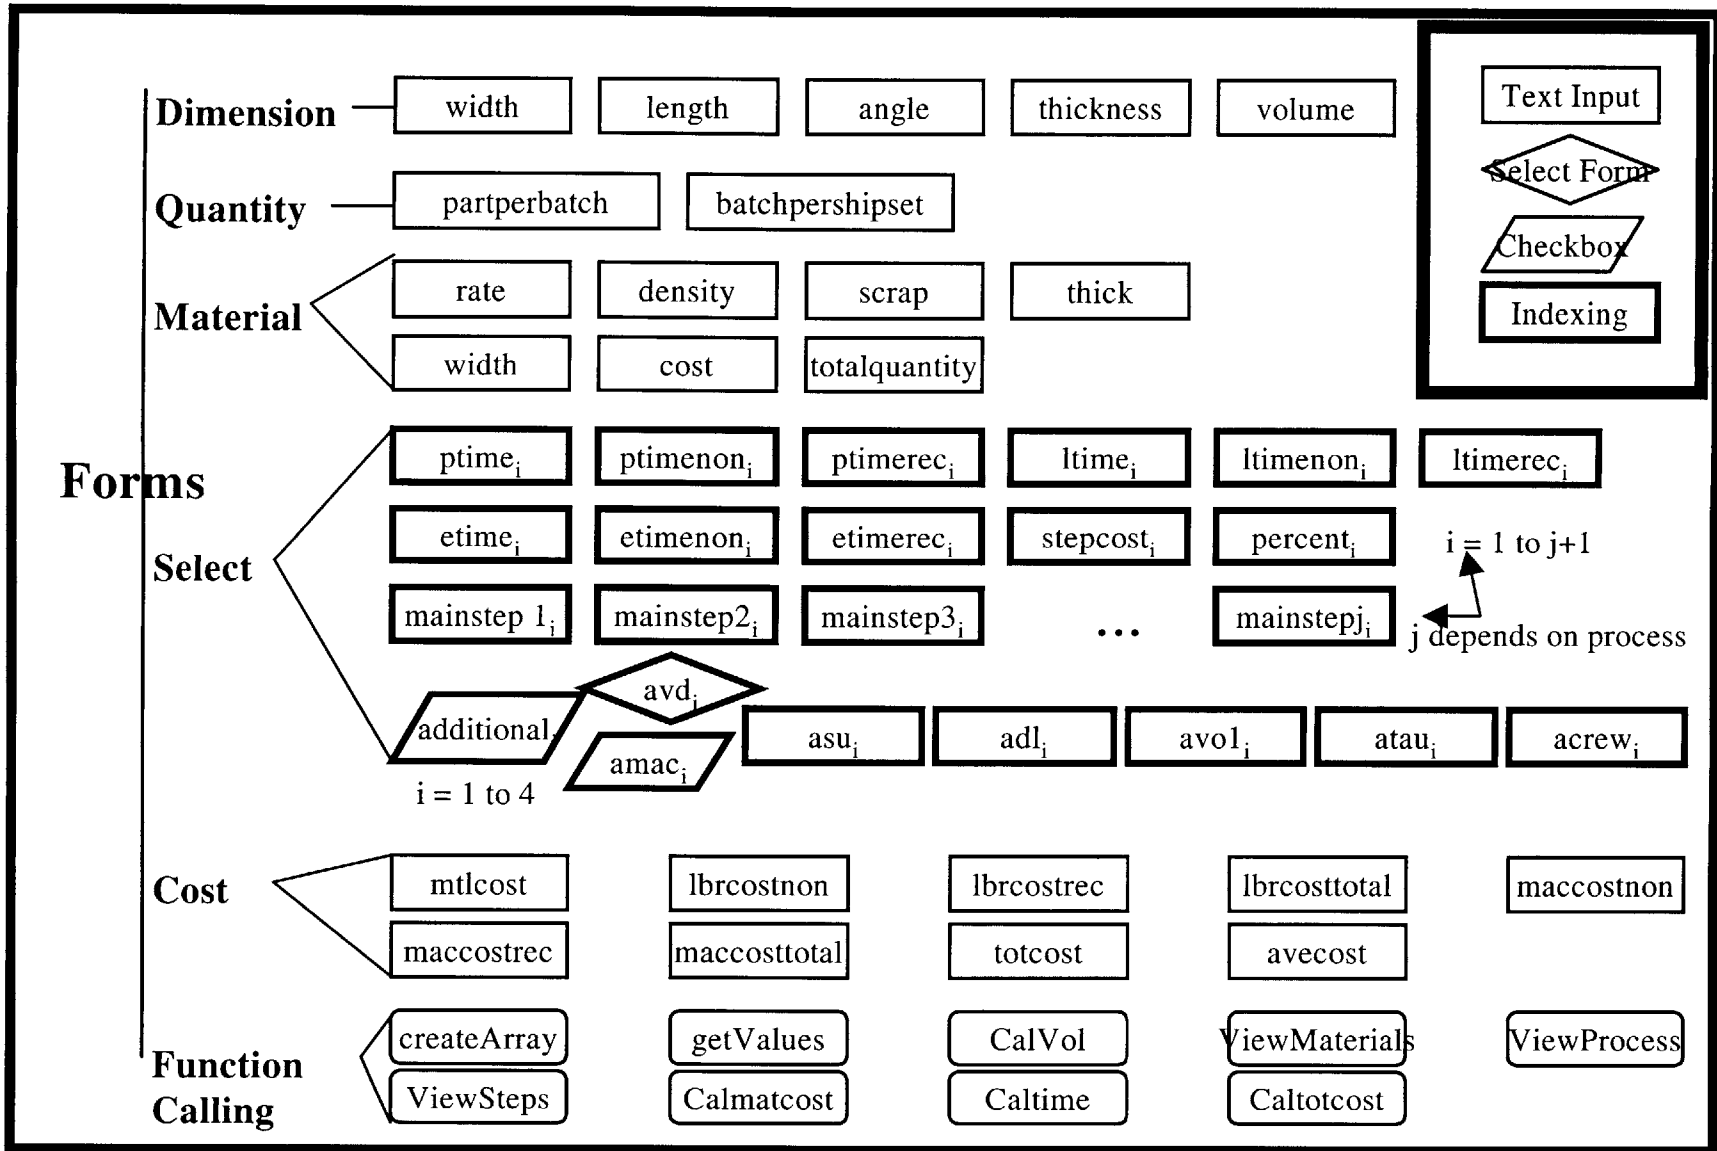 Dimension width length angle thickness volume
Quantity partperbatch batchpershipset
Material
rate density scrap thick
width cost totalquantity
Forms
Select
ptimei ptimenoni ptimereci ltimei ltimenoni ltimereci
etimei etimenoni etimereci stepcosti percenti i = 1 to j+1
mainstep 1i mainstep2i mainstep3i ... mainstepji
j depends on process
additionali avdi
amaci asui adli avo1i ataui acrewi
i = 1 to 4
Cost
mtlcost lbrcostnon lbrcostrec lbrcosttotal maccostnon
maccostrec maccosttotal totcost avecost
Function
Calling
createArray getValues CalVol ViewMaterials ViewProcess
ViewSteps Calmatcost Caltime Caltotcost
Text Input
Select Form
Checkbox
Indexing